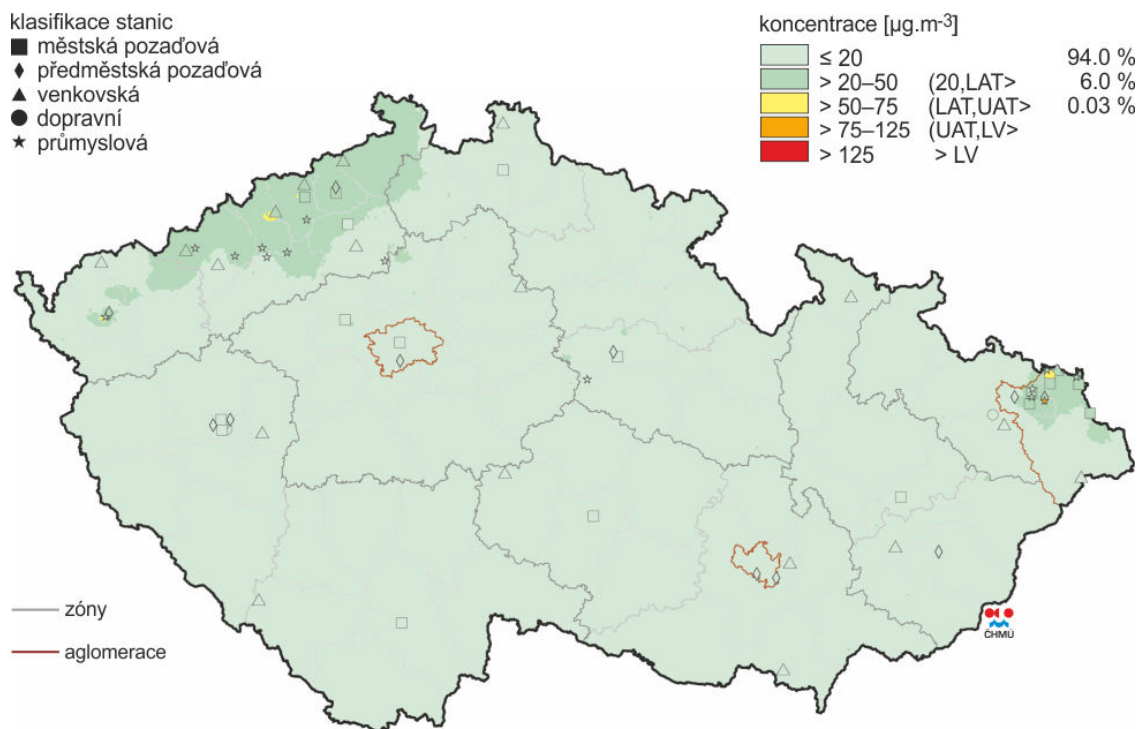 klasifikace stanic
městská pozaďová
předměstská pozaďová
venkovská
dopravní
průmyslová
koncentrace [µg.m-3]
≤ 20 94.0 %
> 20–50 (20,LAT> 6.0 %
> 50–75 (LAT,UAT> 0.03 %
> 75–125 (UAT,LV>
> 125 > LV
zóny
aglomerace
ČHMÚ